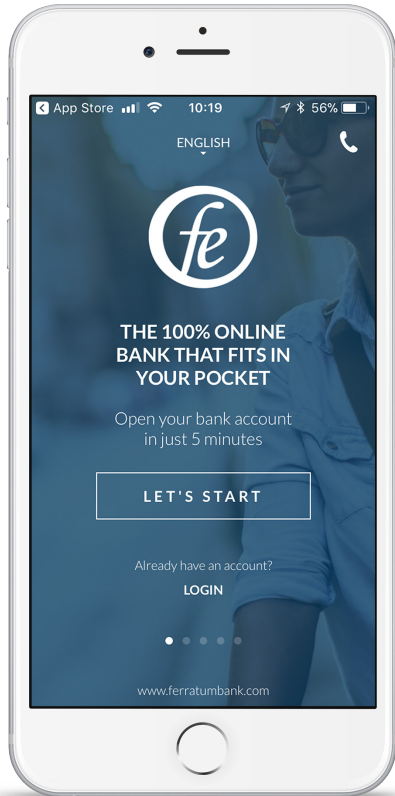 App Store 10:19 56%
ENGLISH
fe
THE 100% ONLINE
BANK THAT FITS IN
YOUR POCKET
Open your bank account
in just 5 minutes
LET'S START
Already have an account?
LOGIN
www.ferratumbank.com